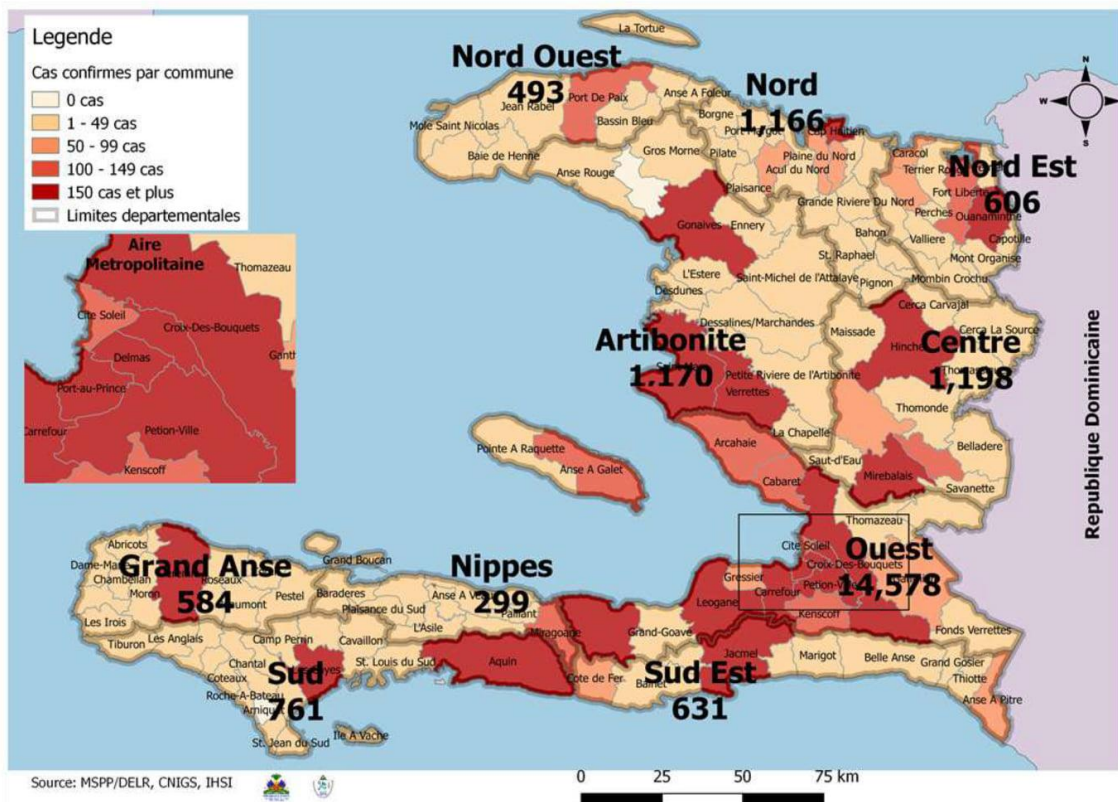 Legende
Cas confirmes par commune
0 cas
1 - 49 cas
50 - 99 cas
100 - 149 cas
150 cas et plus
Limites departementales
Aire
Metropolitaine
Thomazeau
Cite Soleil
Croix-Des-Bouquets
Delmas
Port-au-Prince
Carrefour
Petion-Ville
Kenscoff
La Tortue
Nord Ouest
493
Jean Rabel
Port De Paix
Anse A Foleur
Mole Saint Nicolas
Bassin Bleu
Baie de Henne
Nord
1,166
Borgne
Port Margot
Cap Haitien
Gros Morne
Pilate
Plaine du Nord
Acul du Nord
Anse Rouge
Plaisance
Grande Riviere Du Nord
Caracol
Nord Est
606
Terrier Rouge
Fort Liberte
Perches
Ouanaminthe
Capotille
Valliere
Mont Organise
Bahon
St. Raphael
Mombin Crochu
Pignon
Gonaives
Ennery
Saint-Michel de l'Attalaye
L'Estere
Desdunes
Dessalines/Marchandes
Artibonite
1,170
Petite Riviere de l'Artibonite
Verrettes
La Chapelle
Cerca Carvajal
Maissade
Cerca La Source
Centre
1,198
Thomonde
Belladere
Saut-d'Eau
Mirebalais
Savanette
Pointe A Raquette
Anse A Galet
Arcahaie
Cabaret
Thomazeau
Cite Soleil
Ouest
14,578
Croix-Des-Bouquets
Petion-Ville
Gressier
Carrefour
Leogane
Kenscoff
Fonds Verrettes
Abricots
Grand Anse
584
Chambellan
Moron
Roseaux
Pestel
Les Irois
Grand Boucan
Baraderes
Nippes
299
Plaisance du Sud
L'Asile
Paillant
Miragoane
Grand-Goave
Tiburon
Les Anglais
Camp Perrin
Cavaillon
Chantal
St. Louis du Sud
Aquin
Coteaux
Sud
761
Roche-A-Bateau
St. Jean du Sud
Ile A Vache
Cote de Fer
Bainet
Sud Est
631
Jacmel
Marigot
Belle Anse
Grand Gosier
Thiotte
Anse A Pitre
Republique Dominicaine
N
W
E
S
Source: MSPP/DELR, CNIGS, IHSI
0 25 50 75 km